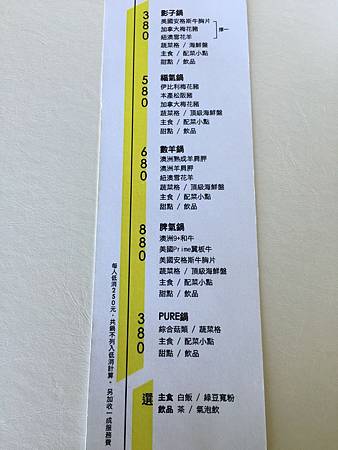 380
影子鍋
美國安格斯牛胸片
加拿大梅花豬
紐澳雪花羊
擇一
蔬菜格 / 海鮮盤
主食 / 配菜小點
甜點 / 飲品
580
福氣鍋
伊比利梅花豬
本產松阪豬
加拿大梅花豬
蔬菜格 / 頂級海鮮盤
主食 / 配菜小點
甜點 / 飲品
680
數羊鍋
澳洲熟成羊肩胛
澳洲羊肩胛
紐澳雪花羊
蔬菜格 / 頂級海鮮盤
主食 / 配菜小點
甜點 / 飲品
880
脾氣鍋
澳洲9+和牛
美國Prime翼板牛
美國安格斯牛胸片
蔬菜格 / 頂級海鮮盤
主食 / 配菜小點
甜點 / 飲品
380
PURE鍋
綜合菇類 / 蔬菜格
主食 / 配菜小點
甜點 / 飲品
選
主食 白飯 / 綠豆寬粉
飲品 茶 / 氣泡飲
每人低消250元，共鍋不列入低消計算。另加收一成服務費